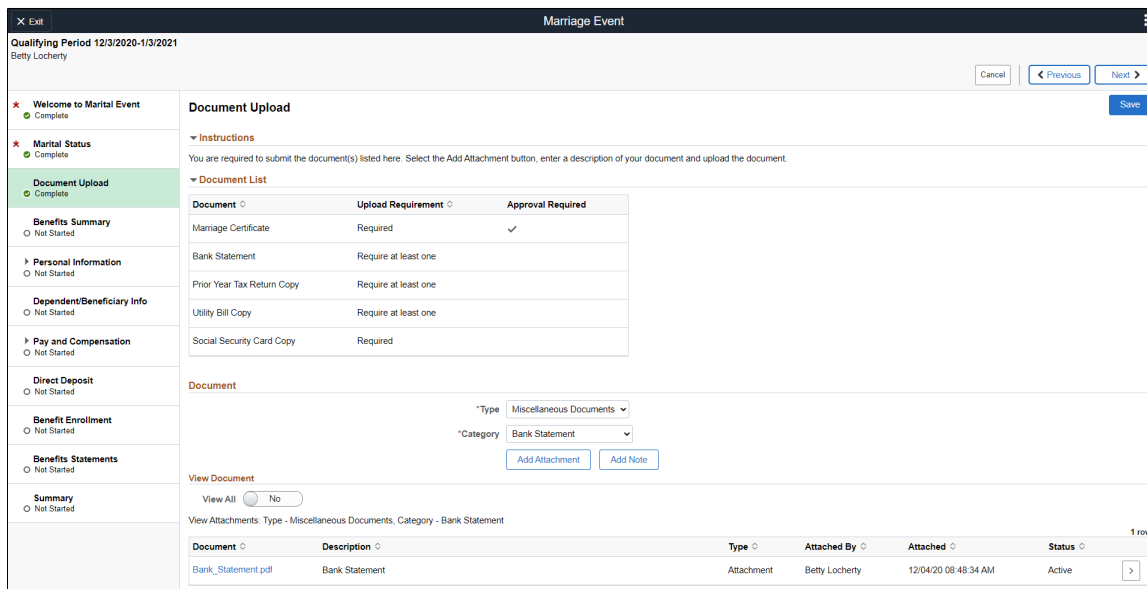 Exit
Marriage Event
Qualifying Period 12/3/2020-1/3/2021
Betty Locherty
Cancel
Previous
Next
* Welcome to Marital Event
Complete
* Marital Status
Complete
Document Upload
Complete
Benefits Summary
Not Started
Personal Information
Not Started
Dependent/Beneficiary Info
Not Started
Pay and Compensation
Not Started
Direct Deposit
Not Started
Benefit Enrollment
Not Started
Benefits Statements
Not Started
Summary
Not Started
Document Upload
Save
Instructions
You are required to submit the document(s) listed here. Select the Add Attachment button, enter a description of your document and upload the document.
Document List
Document Upload Requirement Approval Required
Marriage Certificate Required ✓
Bank Statement Require at least one
Prior Year Tax Return Copy Require at least one
Utility Bill Copy Require at least one
Social Security Card Copy Required
Document
*Type Miscellaneous Documents
*Category Bank Statement
Add Attachment Add Note
View Document
View All No
View Attachments: Type - Miscellaneous Documents, Category - Bank Statement
1 row
Document Description Type Attached By Attached Status
Bank_Statement.pdf Bank Statement Attachment Betty Locherty 12/04/20 08:48:34 AM Active